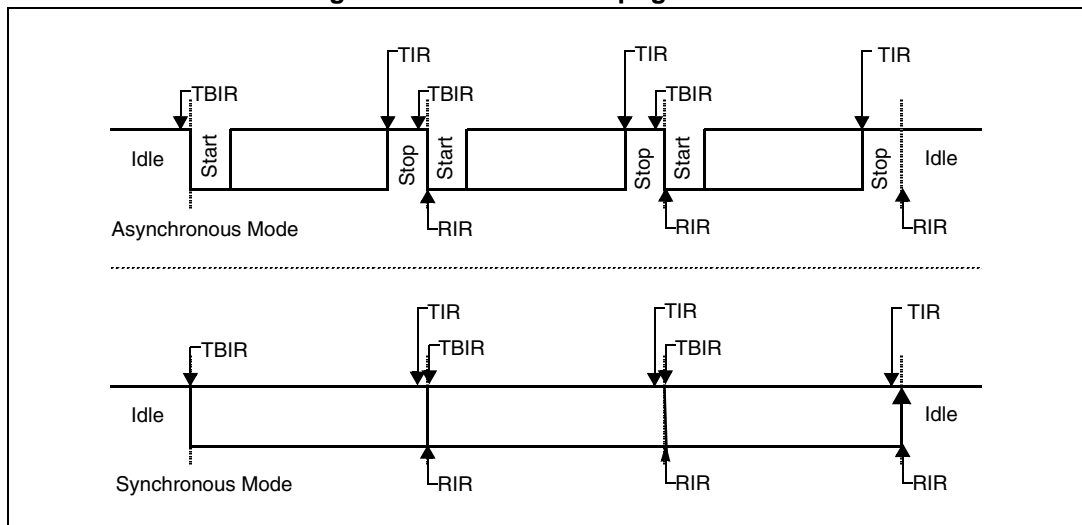 TIR
TIR
TIR
TBIR
TBIR
TBIR
Idle
Start
Stop
Start
Stop
Start
Stop
Idle
RIR
RIR
RIR
Asynchronous Mode
TIR
TIR
TIR
TBIR
TBIR
TBIR
Idle
Idle
RIR
RIR
RIR
Synchronous Mode